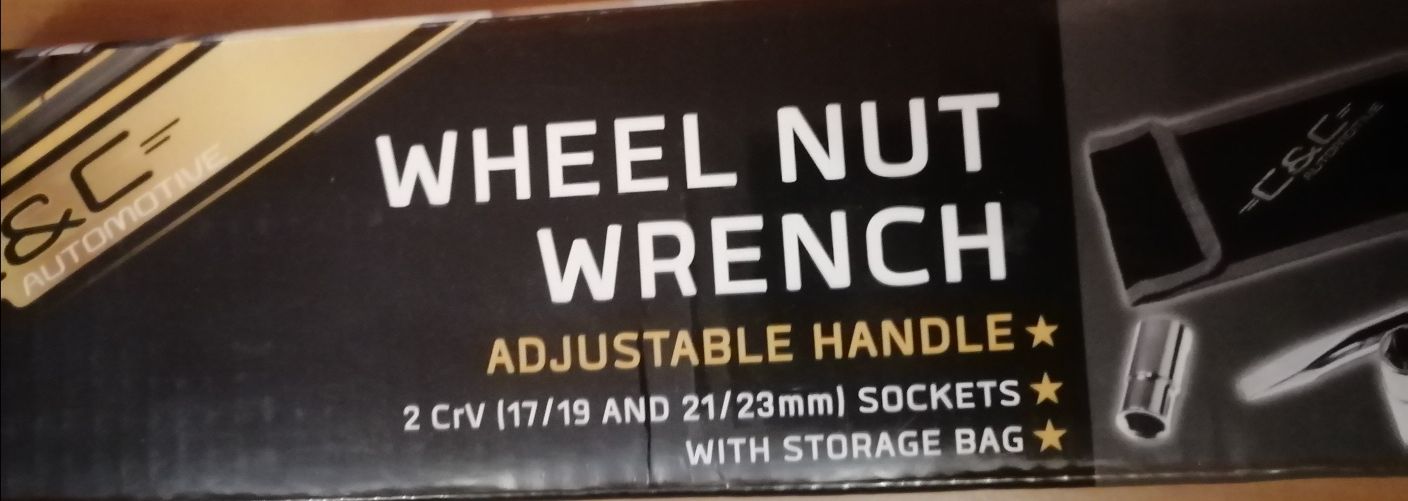 &C
AUTOMOTIVE
WHEEL NUT
WRENCH
ADJUSTABLE HANDLE
2 CrV (17/19 AND 21/23mm) SOCKETS
WITH STORAGE BAG
C&C
AUTOMOTIVE